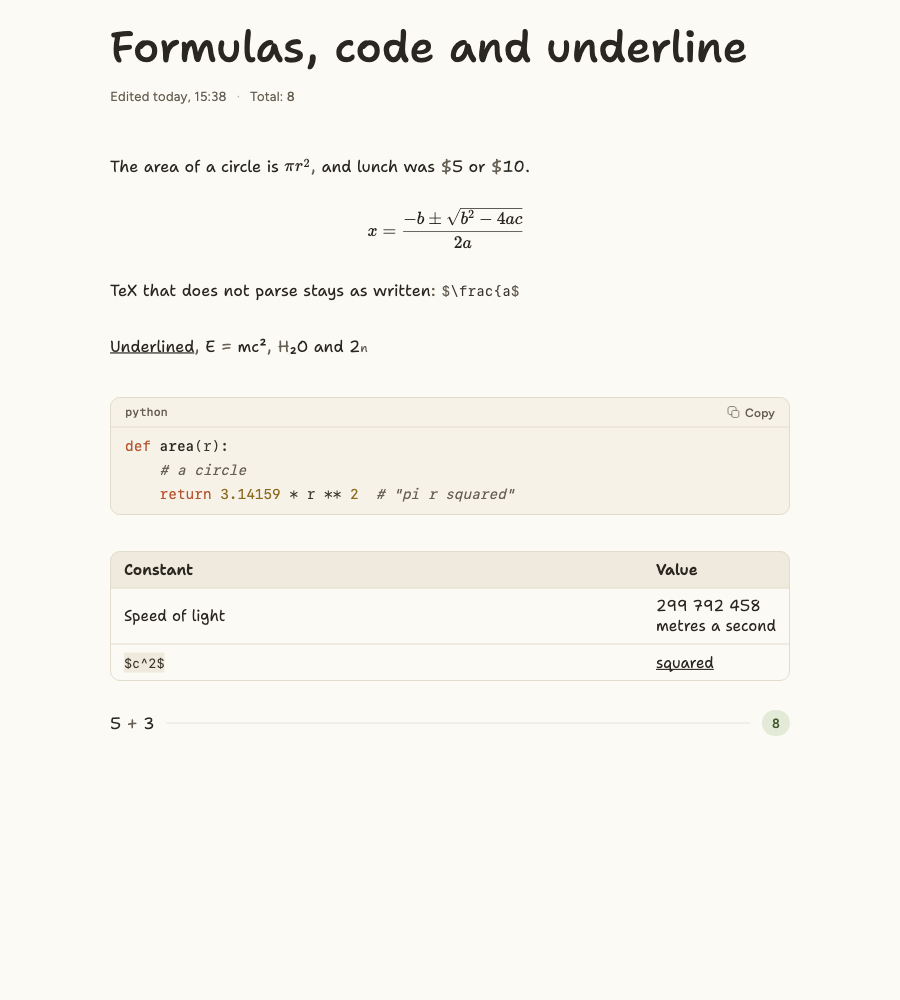 Formulas, code and underline
Edited today, 15:38 · Total: 8
The area of a circle is πr², and lunch was $5 or $10.
x = (−b ± √(b² − 4ac)) / 2a
TeX that does not parse stays as written: $\frac{a$
Underlined, E = mc², H₂O and 2ₙ
python Copy
def area(r):
    # a circle
    return 3.14159 * r ** 2  # "pi r squared"
Constant Value
Speed of light 299 792 458
metres a second
$c^2$ squared
5 + 3 8